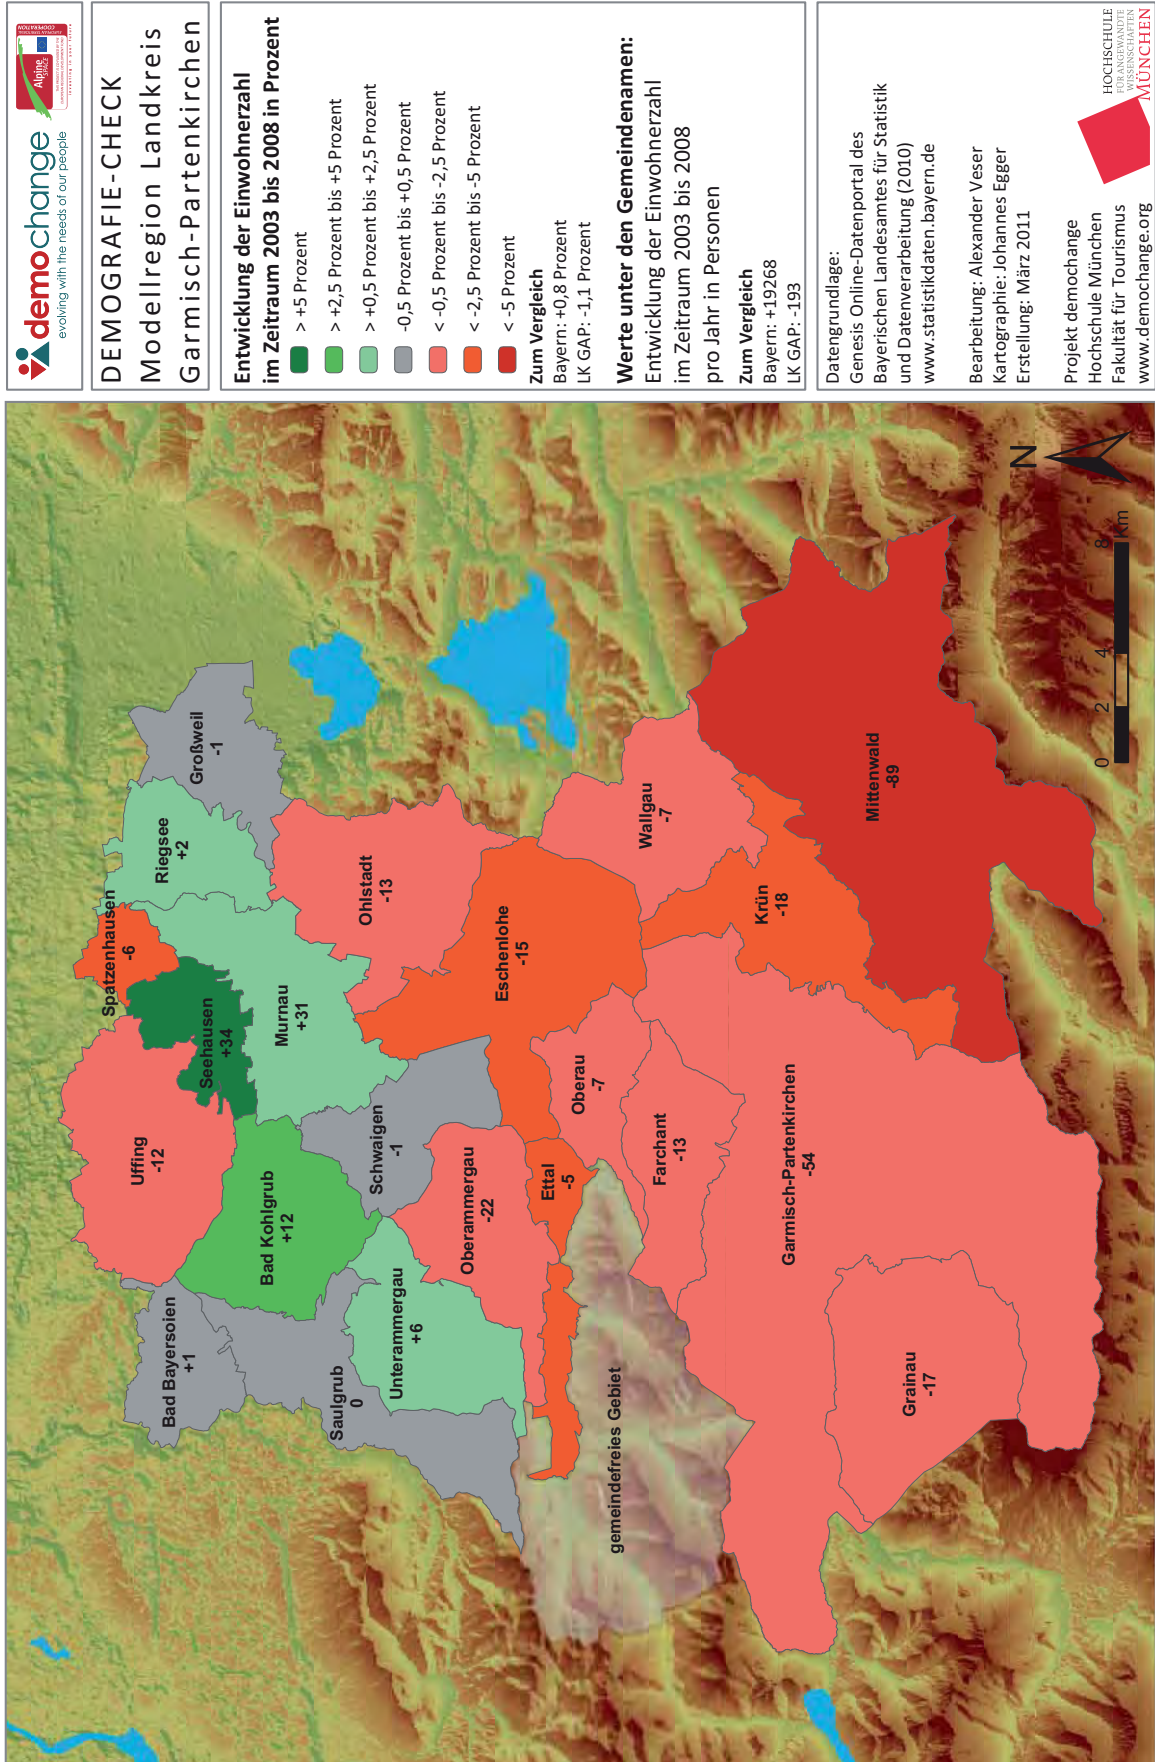 demochange
evolving with the needs of our people
Alpine
SPACE
DEMOGRAFIE-CHECK
Modellregion Landkreis
Garmisch-Partenkirchen
Entwicklung der Einwohnerzahl
im Zeitraum 2003 bis 2008 in Prozent
> +5 Prozent
> +2,5 Prozent bis +5 Prozent
> +0,5 Prozent bis +2,5 Prozent
-0,5 Prozent bis +0,5 Prozent
< -0,5 Prozent bis -2,5 Prozent
< -2,5 Prozent bis -5 Prozent
< -5 Prozent
Zum Vergleich
Bayern: +0,8 Prozent
LK GAP: -1,1 Prozent
Werte unter den Gemeindenamen:
Entwicklung der Einwohnerzahl
im Zeitraum 2003 bis 2008
pro Jahr in Personen
Zum Vergleich
Bayern: +19268
LK GAP: -193
Datengrundlage:
Genesis Online-Datenportal des
Bayerischen Landesamtes für Statistik
und Datenverarbeitung (2010)
www.statistikdaten.bayern.de
Bearbeitung: Alexander Veser
Kartographie: Johannes Egger
Erstellung: März 2011
Projekt demochange
Hochschule München
Fakultät für Tourismus
www.demochange.org
HOCHSCHULE
FÜR ANGEWANDTE
WISSENSCHAFTEN
MÜNCHEN
Spatzenhausen
-6
Riegsee
+2
Großweil
-1
Uffing
-12
Seehausen
+34
Murnau
+31
Ohlstadt
-13
Bad Bayersoien
+1
Bad Kohlgrub
+12
Schwaigen
-1
Saulgrub
0
Unterammergau
+6
Oberammergau
-22
Eschenlohe
-15
Ettal
-5
Oberau
-7
Wallgau
-7
gemeindefreies Gebiet
Farchant
-13
Krün
-18
Garmisch-Partenkirchen
-54
Mittenwald
-89
Grainau
-17
N
0 2 4 8
Km